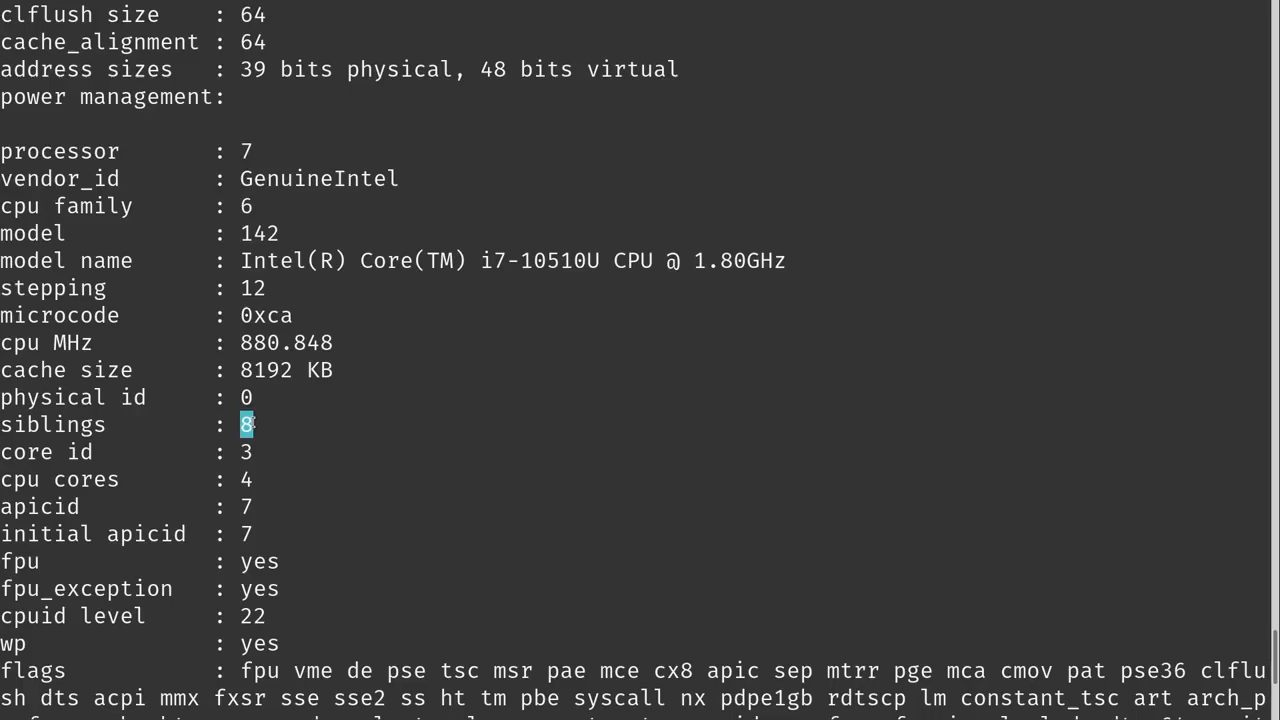 clflush size : 64
cache_alignment : 64
address sizes : 39 bits physical, 48 bits virtual
power management:
processor : 7
vendor_id : GenuineIntel
cpu family : 6
model : 142
model name : Intel(R) Core(TM) i7-10510U CPU @ 1.80GHz
stepping : 12
microcode : 0xca
cpu MHz : 880.848
cache size : 8192 KB
physical id : 0
siblings : 8
core id : 3
cpu cores : 4
apicid : 7
initial apicid : 7
fpu : yes
fpu_exception : yes
cpuid level : 22
wp : yes
flags : fpu vme de pse tsc msr pae mce cx8 apic sep mtrr pge mca cmov pat pse36 clflu
sh dts acpi mmx fxsr sse sse2 ss ht tm pbe syscall nx pdpe1gb rdtscp lm constant_tsc art arch_p